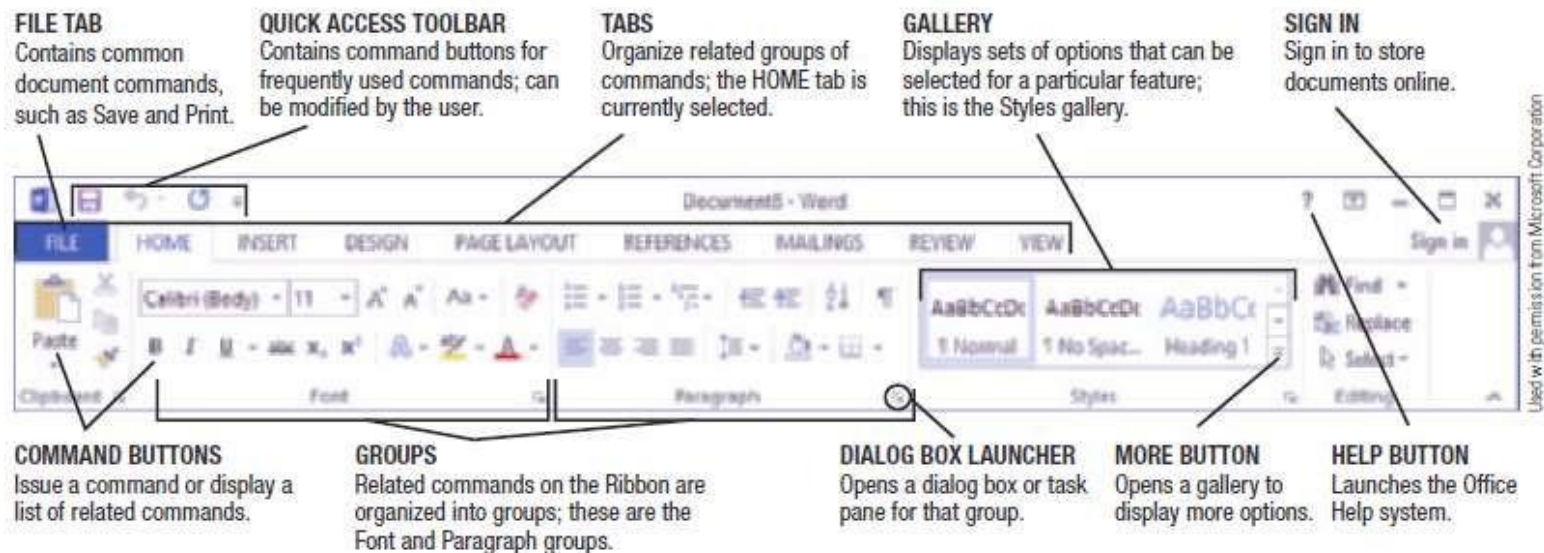 FILE TAB
Contains common
document commands,
such as Save and Print.
QUICK ACCESS TOOLBAR
Contains command buttons for
frequently used commands; can
be modified by the user.
TABS
Organize related groups of
commands; the HOME tab is
currently selected.
GALLERY
Displays sets of options that can be
selected for a particular feature;
this is the Styles gallery.
SIGN IN
Sign in to store
documents online.
Used with permission from Microsoft Corporation
- Word
?
FILE HOME INSERT DESIGN PAGE LAYOUT REFERENCES MAILINGS REVIEW VIEW
Sign in
Calibri (Body) 11 Aa
AaBbCcDc AaBbCcDc AaBbCc
Find
Replace
Paste
B I U abc x
1 Normal 1 No Spac... Heading 1
Select
Clipboard Font Paragraph Styles Editing
COMMAND BUTTONS
Issue a command or display a
list of related commands.
GROUPS
Related commands on the Ribbon are
organized into groups; these are the
Font and Paragraph groups.
DIALOG BOX LAUNCHER
Opens a dialog box or task
pane for that group.
MORE BUTTON
Opens a gallery to
display more options.
HELP BUTTON
Launches the Office
Help system.